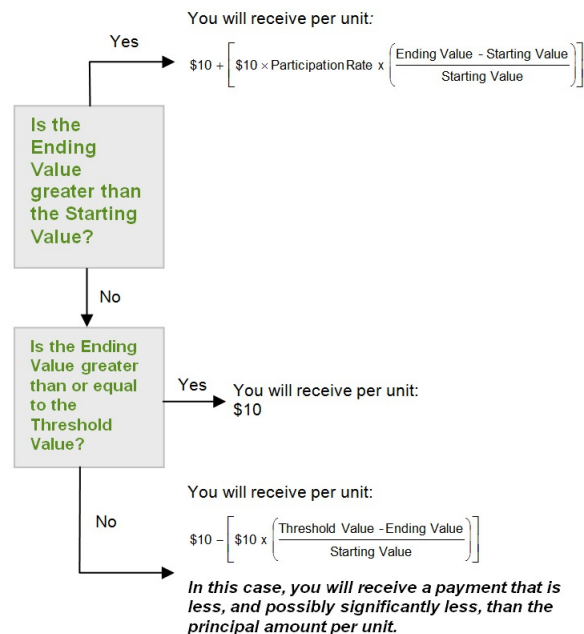 You will receive per unit:
Yes
$10 + [ $10 × Participation Rate x ( Ending Value - Starting Value / Starting Value ) ]
Is the
Ending
Value
greater than
the Starting
Value?
No
Is the Ending
Value greater
than or equal
to the
Threshold
Value?
Yes
You will receive per unit:
$10
You will receive per unit:
No
$10 – [ $10 x ( Threshold Value - Ending Value / Starting Value ) ]
In this case, you will receive a payment that is
less, and possibly significantly less, than the
principal amount per unit.